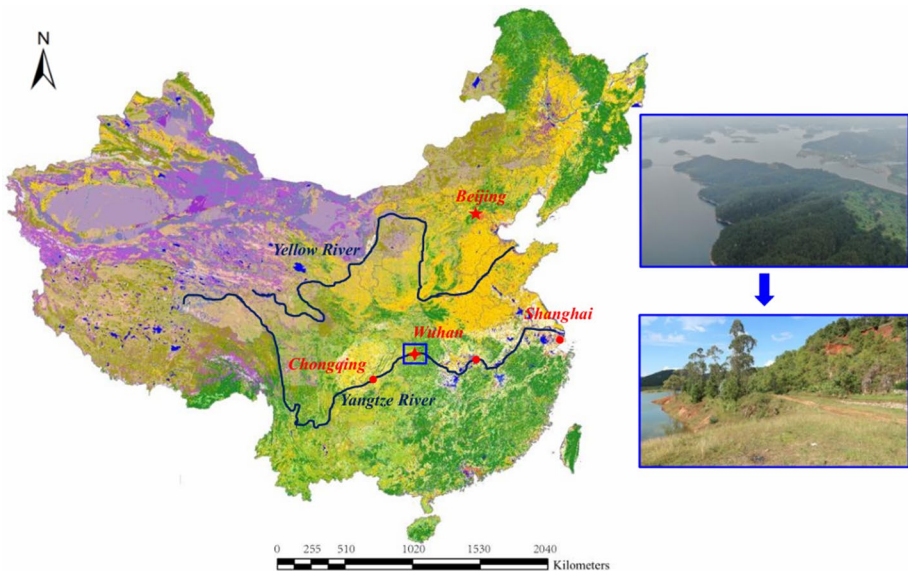 N
Beijing
Yellow River
Shanghai
Wuhan
Chongqing
Yangtze River
0 255 510 1020 1530 2040
Kilometers